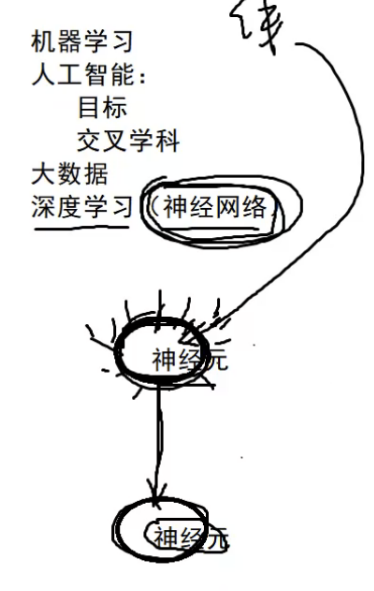 机器学习
人工智能：
目标
交叉学科
大数据
深度学习（神经网络）
神经元
神经元